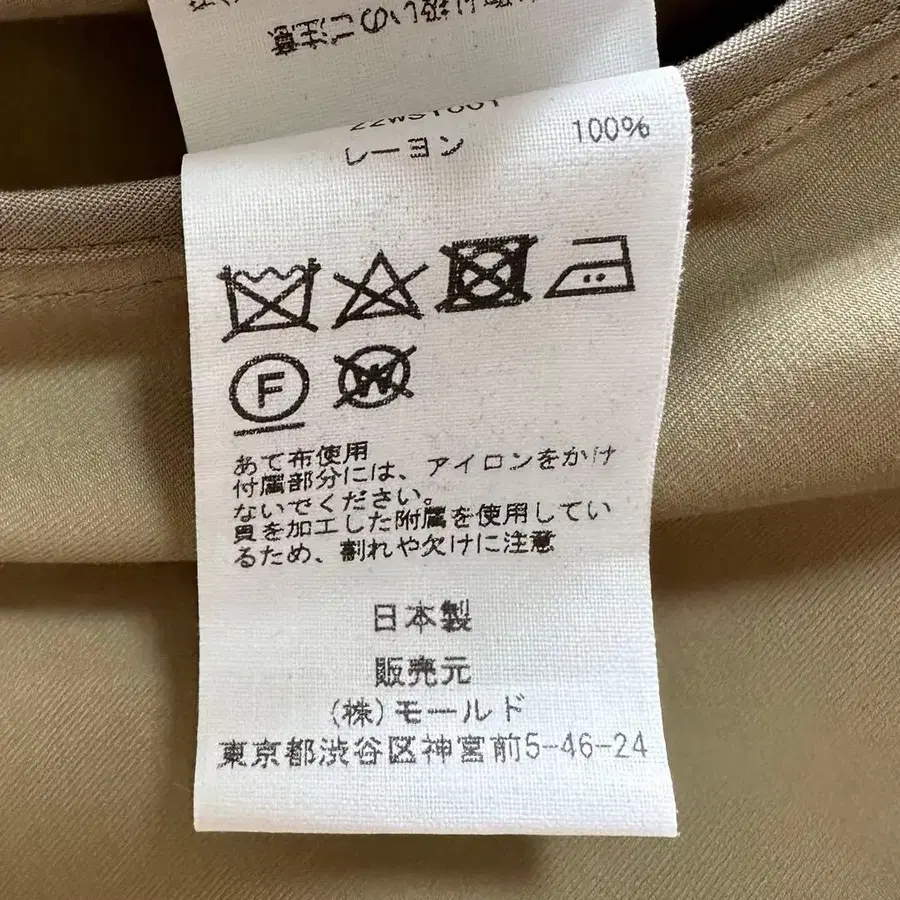 レーヨン 100%
F
W
あて布使用
付属部分には、アイロンをかけ
ないでください。
貝を加工した附属を使用してい
るため、割れや欠けに注意
日本製
販売元
(株)モールド
東京都渋谷区神宮前5-46-24